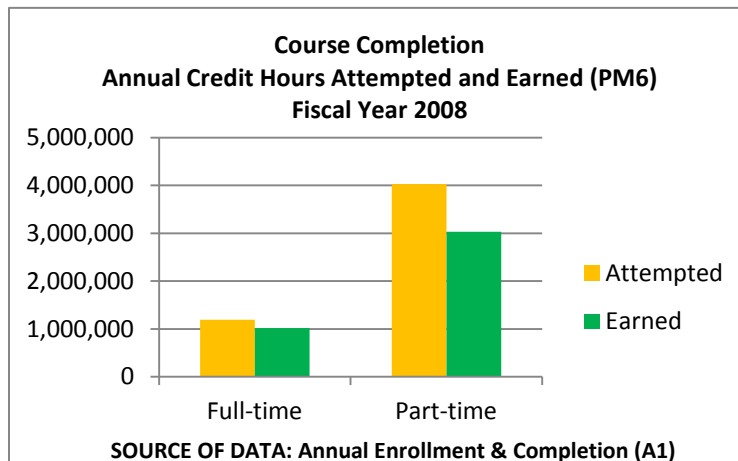 Course Completion
Annual Credit Hours Attempted and Earned (PM6)
Fiscal Year 2008
5,000,000
4,000,000
3,000,000
2,000,000
1,000,000
0
Attempted
Earned
Full-time Part-time
SOURCE OF DATA: Annual Enrollment & Completion (A1)